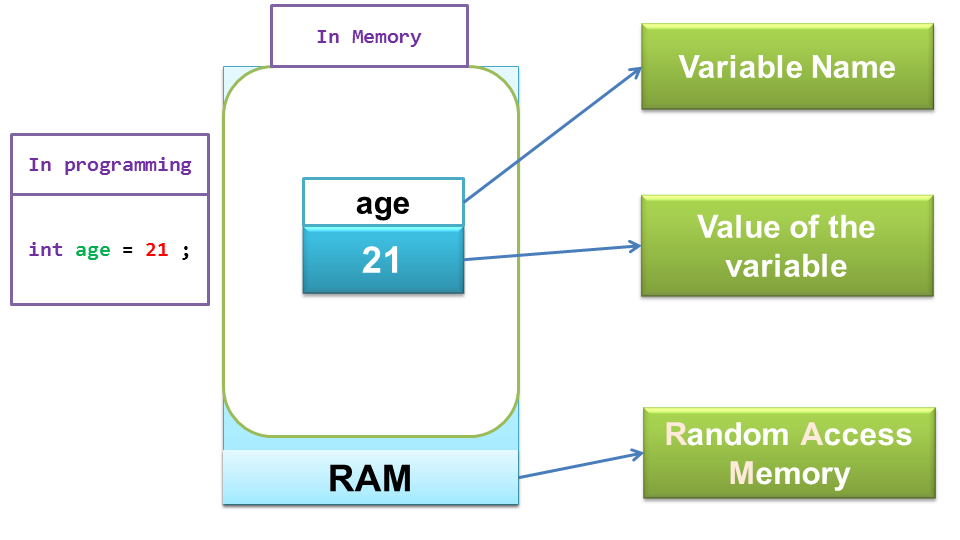 In Memory
In programming
int age = 21 ;
age
21
RAM
Variable Name
Value of the
variable
Random Access
Memory